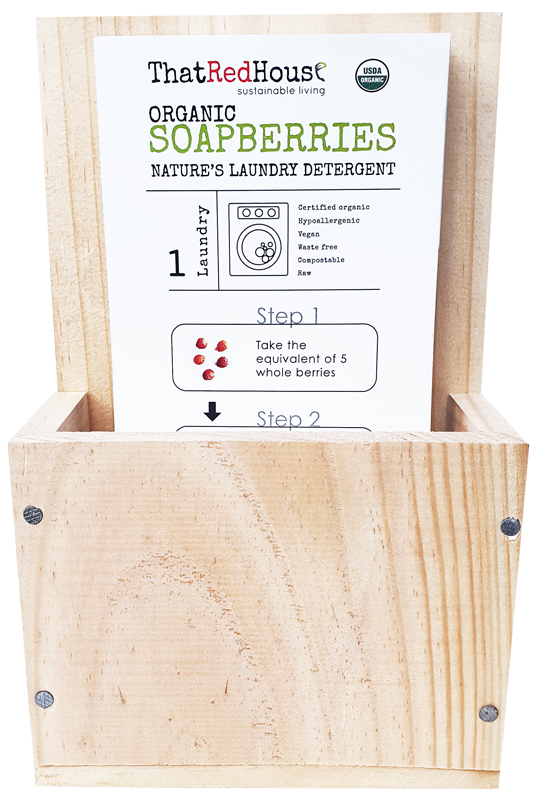 ThatRedHouse
sustainable living
USDA
ORGANIC
ORGANIC
SOAPBERRIES
NATURE'S LAUNDRY DETERGENT
1
Laundry
Certified organic
Hypoallergenic
Vegan
Waste free
Compostable
Raw
Step 1
Take the
equivalent of 5
whole berries
Step 2